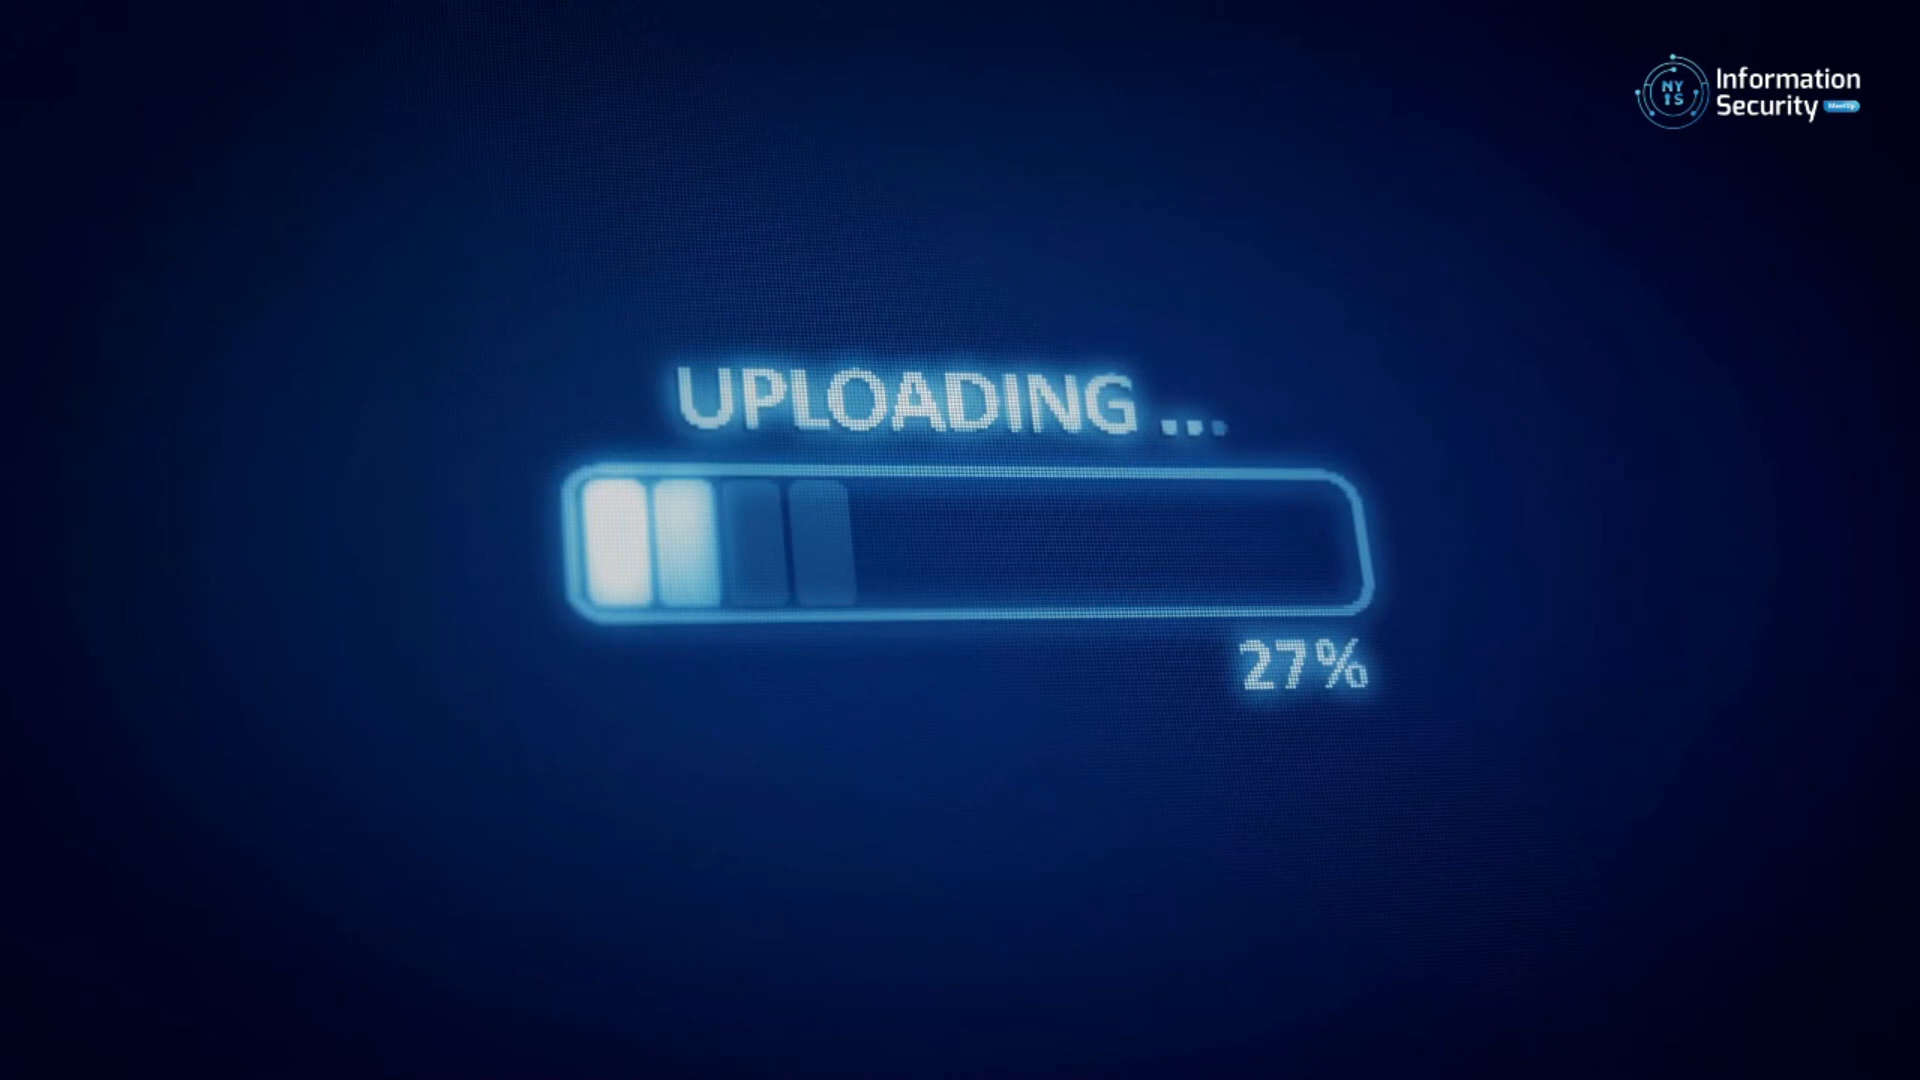 NY
IS
Information
Security
UPLOADING ...
27%